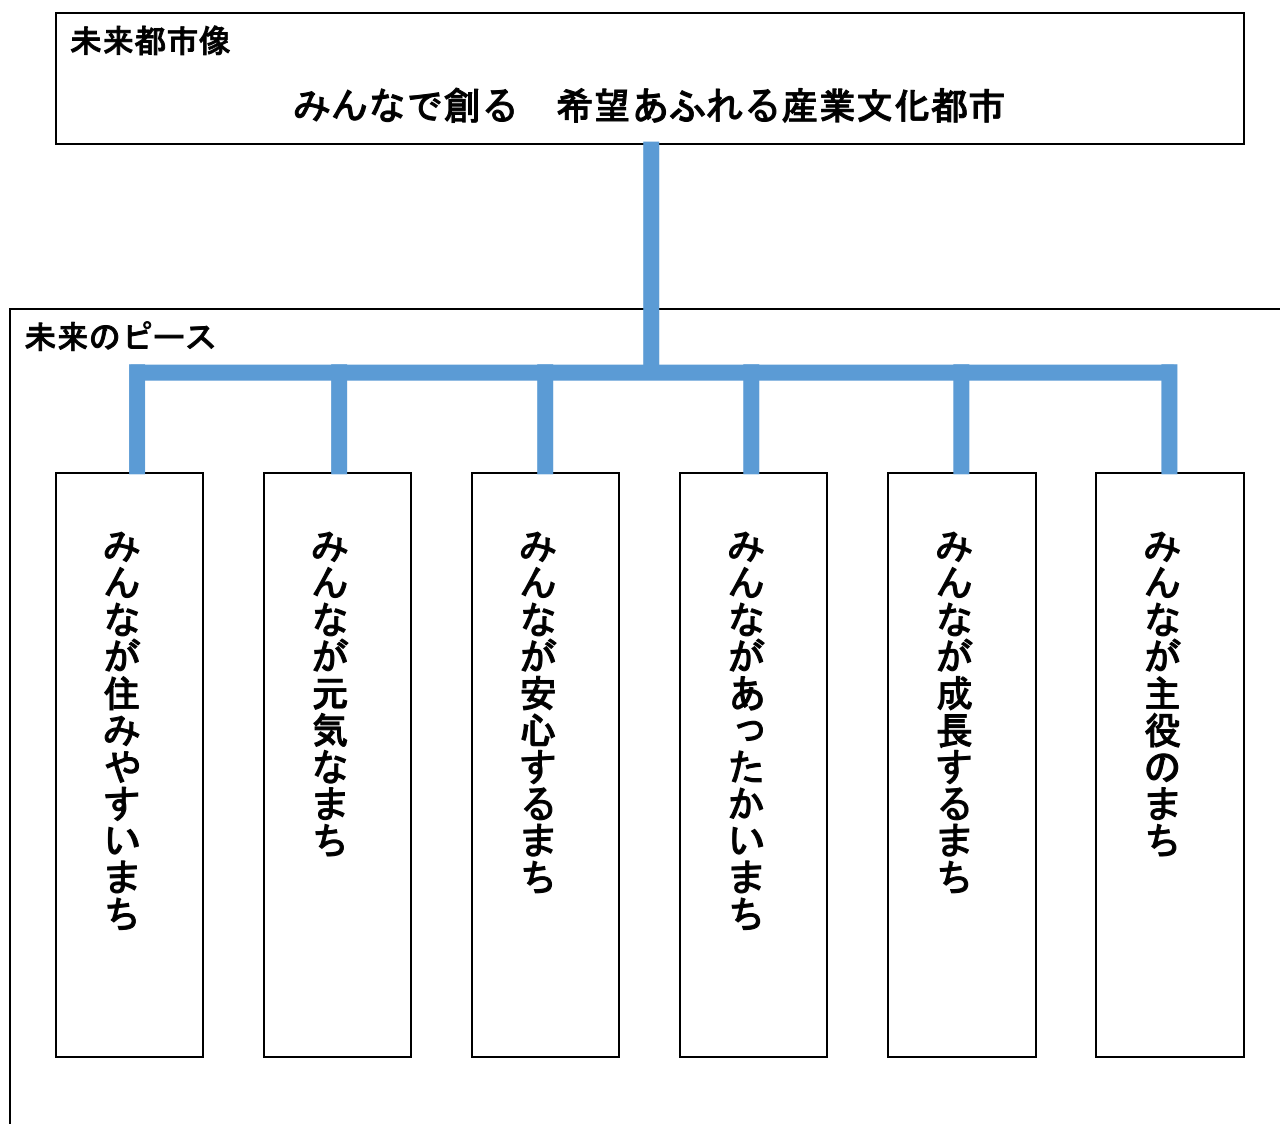 未来都市像
みんなで創る　希望あふれる産業文化都市
未来のピース
みんなが住みやすいまち
みんなが元気なまち
みんなが安心するまち
みんながあったかいまち
みんなが成長するまち
みんなが主役のまち